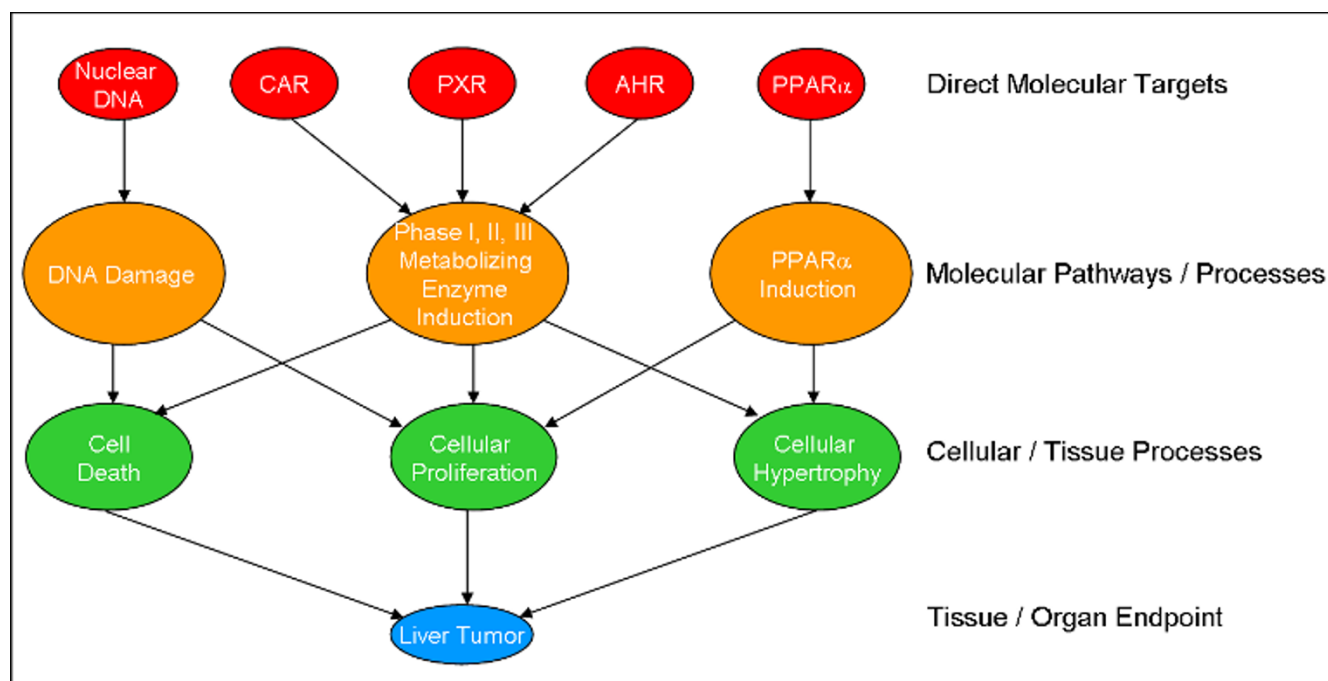 Nuclear
DNA
CAR
PXR
AHR
PPARα
Direct Molecular Targets
DNA Damage
Phase I, II, III
Metabolizing
Enzyme
Induction
PPARα
Induction
Molecular Pathways / Processes
Cell
Death
Cellular
Proliferation
Cellular
Hypertrophy
Cellular / Tissue Processes
Liver Tumor
Tissue / Organ Endpoint